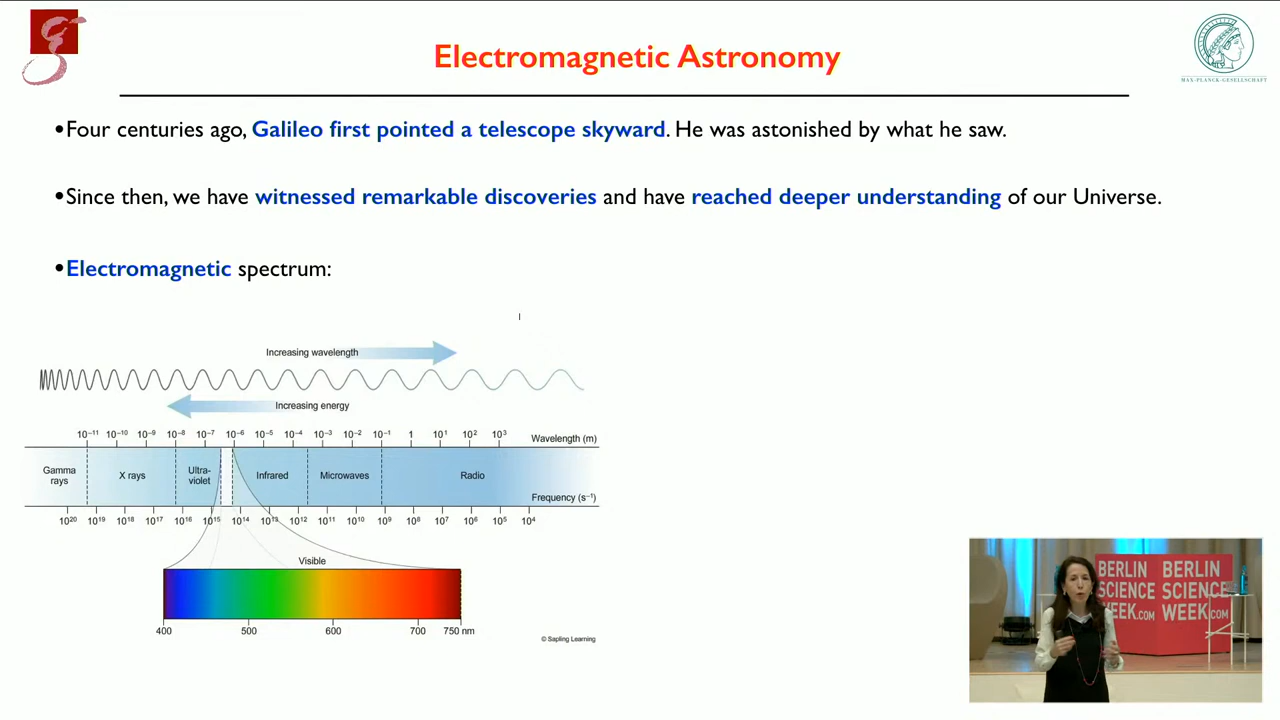 Electromagnetic Astronomy
MAX-PLANCK-GESELLSCHAFT
•Four centuries ago, Galileo first pointed a telescope skyward. He was astonished by what he saw.
•Since then, we have witnessed remarkable discoveries and have reached deeper understanding of our Universe.
•Electromagnetic spectrum:
Increasing wavelength
Increasing energy
10⁻¹¹ 10⁻¹⁰ 10⁻⁹ 10⁻⁸ 10⁻⁷ 10⁻⁶ 10⁻⁵ 10⁻⁴ 10⁻³ 10⁻² 10⁻¹ 1 10¹ 10² 10³ Wavelength (m)
Gamma
rays
X rays
Ultra-
violet
Infrared
Microwaves
Radio
Frequency (s⁻¹)
10²⁰ 10¹⁹ 10¹⁸ 10¹⁷ 10¹⁶ 10¹⁵ 10¹⁴ 10¹³ 10¹² 10¹¹ 10¹⁰ 10⁹ 10⁸ 10⁷ 10⁶ 10⁵ 10⁴
Visible
400 500 600 700 750 nm
© Sapling Learning
BERLIN
SCIENCE
WEEK.COM
BERLIN
SCIENCE
WEEK.COM